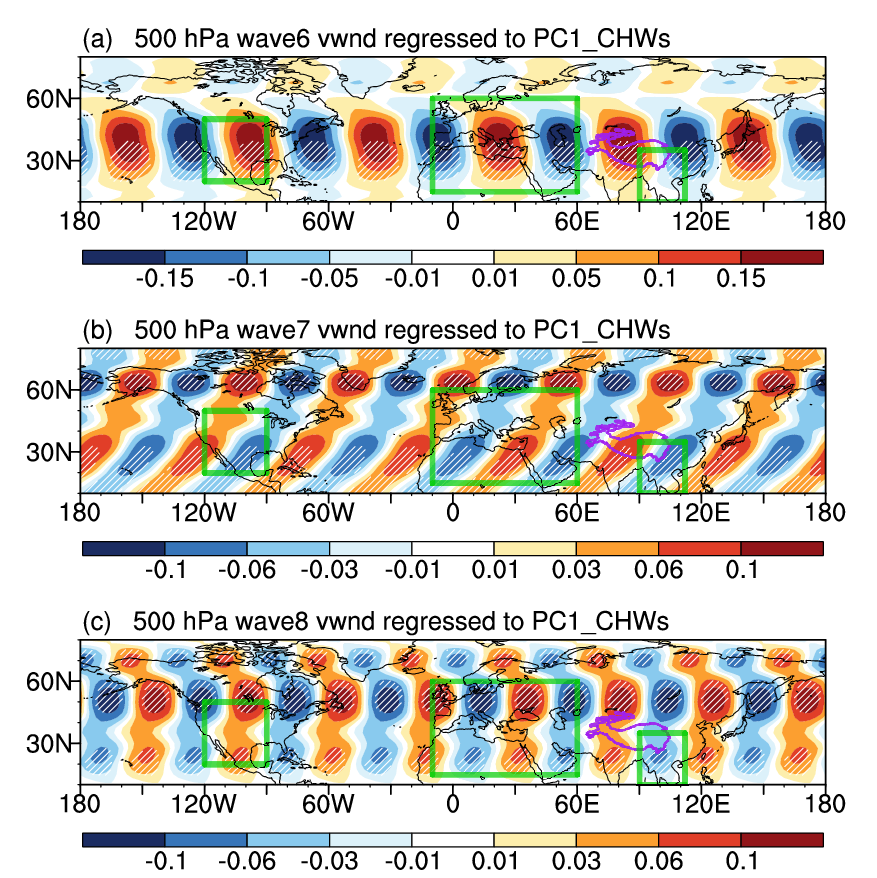 (a) 500 hPa wave6 vwnd regressed to PC1_CHWs
60N
30N
180 120W 60W 0 60E 120E 180
-0.15 -0.1 -0.05 -0.01 0.01 0.05 0.1 0.15
(b) 500 hPa wave7 vwnd regressed to PC1_CHWs
60N
30N
180 120W 60W 0 60E 120E 180
-0.1 -0.06 -0.03 -0.01 0.01 0.03 0.06 0.1
(c) 500 hPa wave8 vwnd regressed to PC1_CHWs
60N
30N
180 120W 60W 0 60E 120E 180
-0.1 -0.06 -0.03 -0.01 0.01 0.03 0.06 0.1